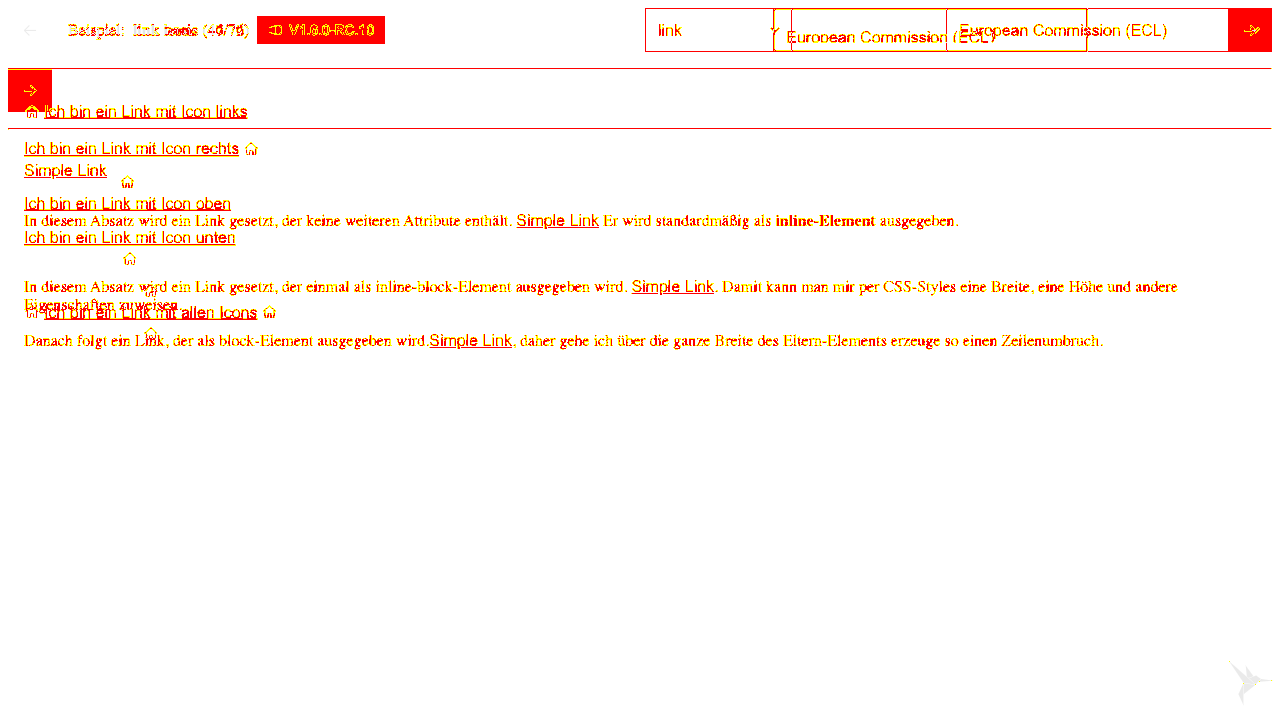 Beispiel: link (40/79) V1.0.0-RC.10 link European Commission (ECL) European Commission (ECL)
Ich bin ein Link mit Icon links
Ich bin ein Link mit Icon rechts
Simple Link
Ich bin ein Link mit Icon oben
In diesem Absatz wird ein Link gesetzt, der keine weiteren Attribute enthält. Simple Link Er wird standardmäßig als inline-Element ausgegeben.
Ich bin ein Link mit Icon unten
In diesem Absatz wird ein Link gesetzt, der einmal als inline-block-Element ausgegeben wird. Simple Link. Damit kann man mir per CSS-Styles eine Breite, eine Höhe und andere
Eigenschaften zuweisen.
Ich bin ein Link mit allen Icons
Danach folgt ein Link, der als block-Element ausgegeben wird.Simple Link, daher gehe ich über die ganze Breite des Eltern-Elements erzeuge so einen Zeilenumbruch.